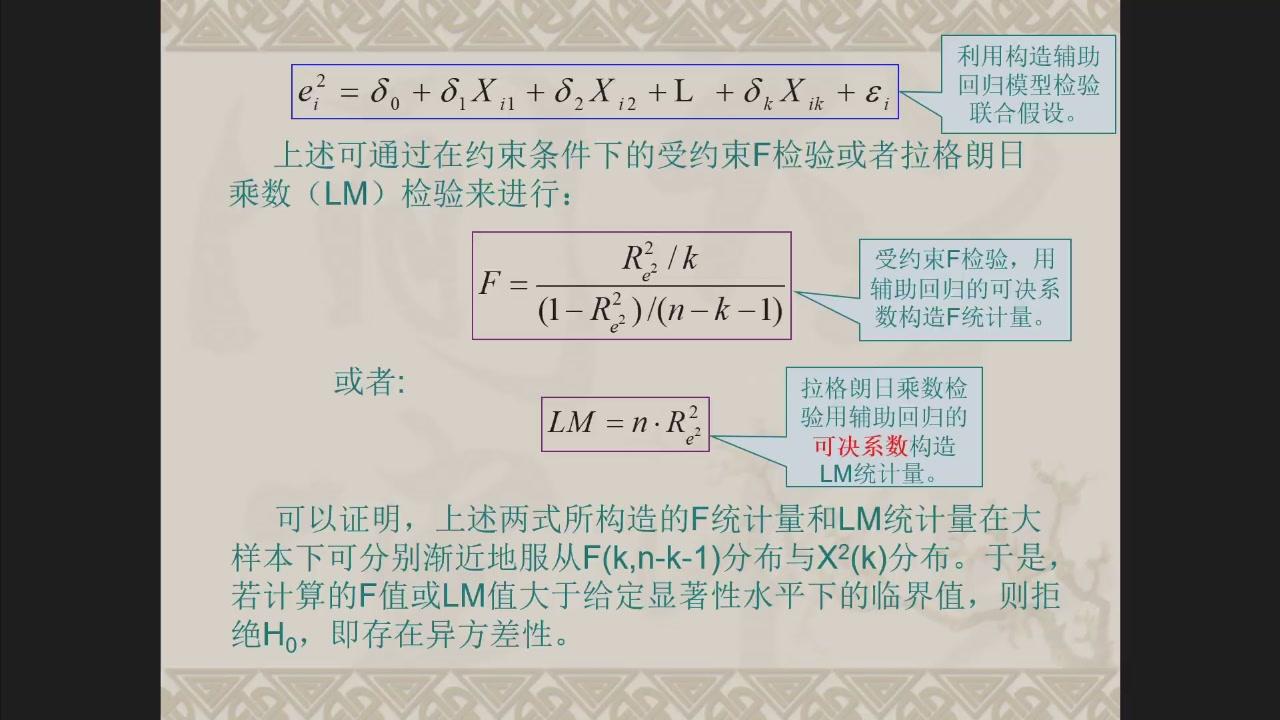 e_i^2 = δ_0 + δ_1 X_{i1} + δ_2 X_{i2} + L + δ_k X_{ik} + ε_i
利用构造辅助
回归模型检验
联合假设。
上述可通过在约束条件下的受约束F检验或者拉格朗日
乘数（LM）检验来进行：
F = \frac{R_{e^2}^2 / k}{(1 - R_{e^2}^2) / (n - k - 1)}
受约束F检验，用
辅助回归的可决系
数构造F统计量。
或者:
LM = n · R_{e^2}^2
拉格朗日乘数检
验用辅助回归的
可决系数构造
LM统计量。
可以证明，上述两式所构造的F统计量和LM统计量在大
样本下可分别渐近地服从F(k,n-k-1)分布与X²(k)分布。于是，
若计算的F值或LM值大于给定显著性水平下的临界值，则拒
绝H₀，即存在异方差性。